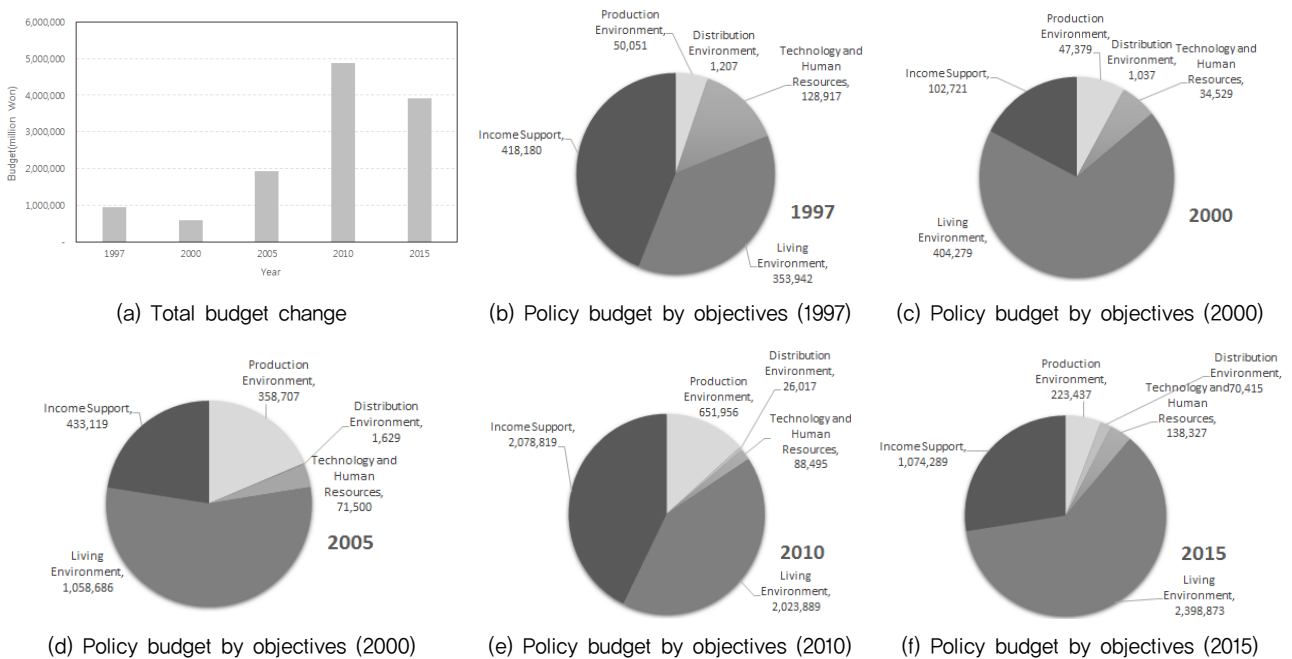 6,000,000
5,000,000
4,000,000
3,000,000
2,000,000
1,000,000
-
Budget(million Won)
1997 2000 2005 2010 2015
Year
(a) Total budget change
Production
Environment,
50,051
Distribution
Environment,
1,207
Technology and
Human
Resources,
128,917
Income Support,
418,180
Living
Environment,
353,942
1997
(b) Policy budget by objectives (1997)
Production
Environment,
47,379
Distribution
Environment,
1,037
Technology and
Human
Resources,
34,529
Income Support,
102,721
Living
Environment,
404,279
2000
(c) Policy budget by objectives (2000)
Production
Environment,
358,707
Distribution
Environment,
1,629
Technology and
Human
Resources,
71,500
Income Support,
433,119
Living
Environment,
1,058,686
2005
(d) Policy budget by objectives (2000)
Distribution
Environment,
26,017
Production
Environment,
651,956
Technology and
Human
Resources,
88,495
Income Support,
2,078,819
Living
Environment,
2,023,889
2010
(e) Policy budget by objectives (2010)
Production
Environment,
223,437
Distribution
Environment,
70,415
Technology and
Human
Resources,
138,327
Income Support,
1,074,289
Living
Environment,
2,398,873
2015
(f) Policy budget by objectives (2015)